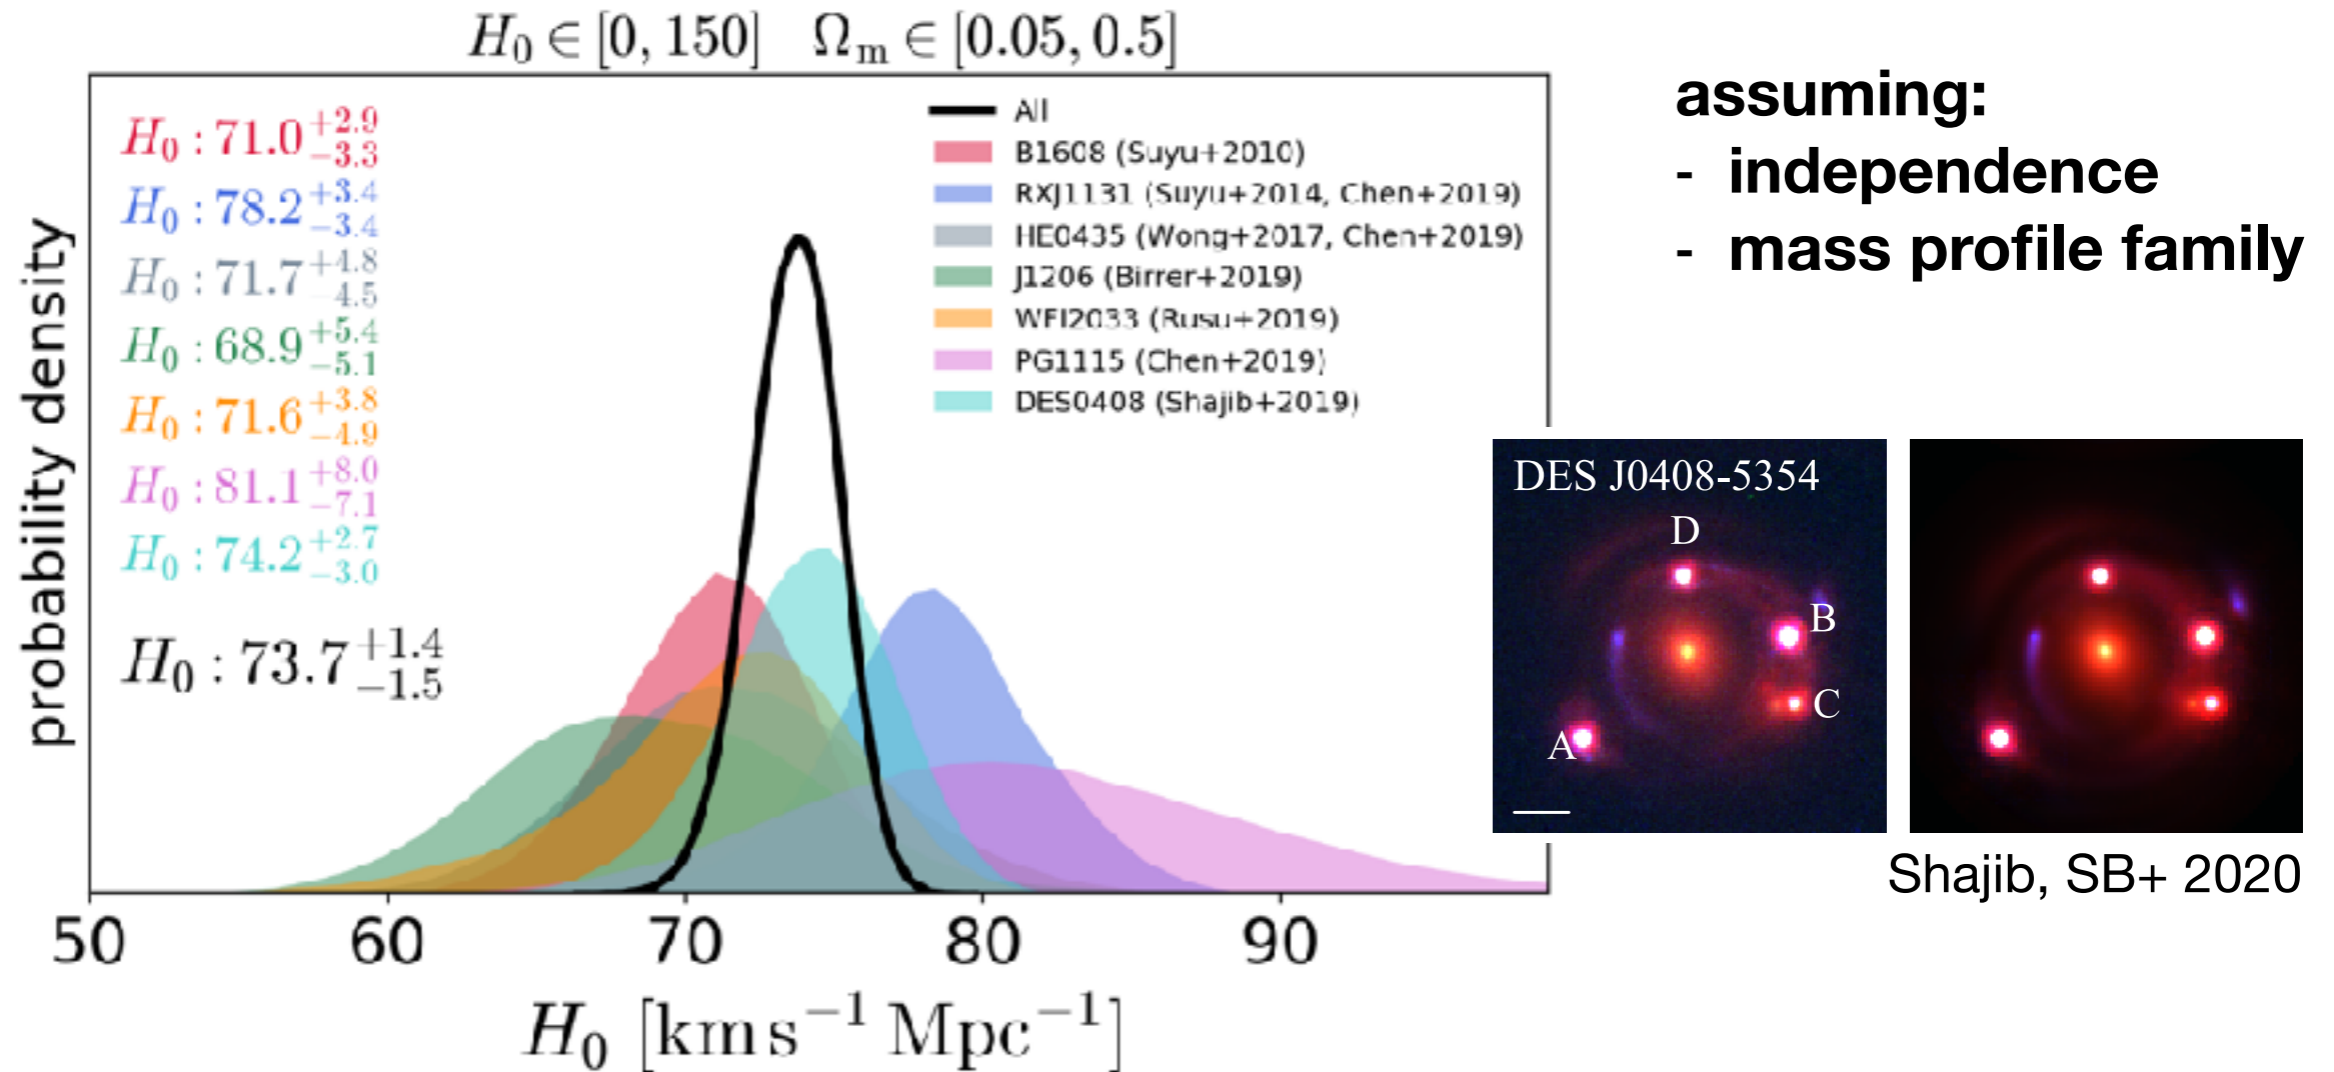 H₀ ∈ [0, 150]   Ωₘ ∈ [0.05, 0.5]
H₀ : 71.0 +2.9 −3.3
H₀ : 78.2 +3.4 −3.4
H₀ : 71.7 +4.8 −4.5
H₀ : 68.9 +5.4 −5.1
H₀ : 71.6 +3.8 −4.9
H₀ : 81.1 +8.0 −7.1
H₀ : 74.2 +2.7 −3.0
H₀ : 73.7 +1.4 −1.5
All
B1608 (Suyu+2010)
RXJ1131 (Suyu+2014, Chen+2019)
HE0435 (Wong+2017, Chen+2019)
J1206 (Birrer+2019)
WFI2033 (Rusu+2019)
PG1115 (Chen+2019)
DES0408 (Shajib+2019)
probability density
50 60 70 80 90
H₀ [km s⁻¹ Mpc⁻¹]
assuming:
- independence
- mass profile family
DES J0408-5354
D
B
C
A
Shajib, SB+ 2020